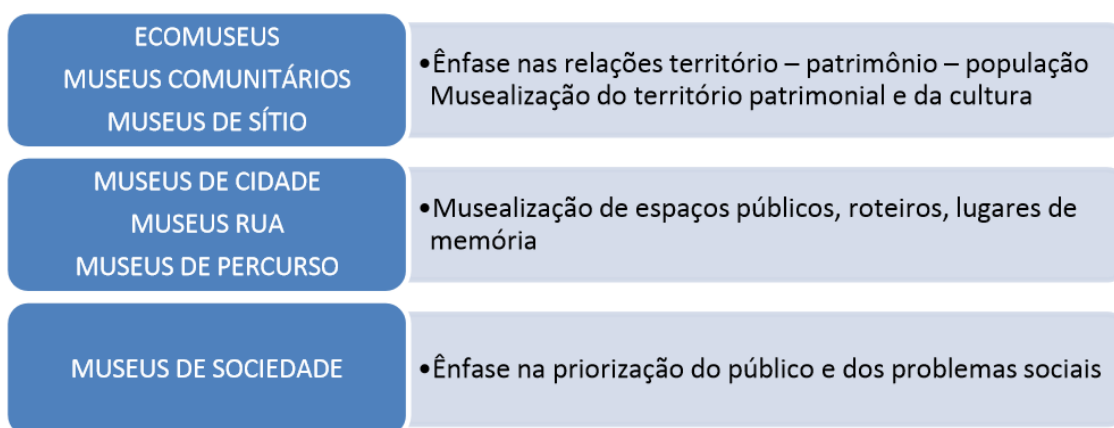 ECOMUSEUS
MUSEUS COMUNITÁRIOS
MUSEUS DE SÍTIO
•Ênfase nas relações território – patrimônio – população
Musealização do território patrimonial e da cultura
MUSEUS DE CIDADE
MUSEUS RUA
MUSEUS DE PERCURSO
•Musealização de espaços públicos, roteiros, lugares de
memória
MUSEUS DE SOCIEDADE
•Ênfase na priorização do público e dos problemas sociais